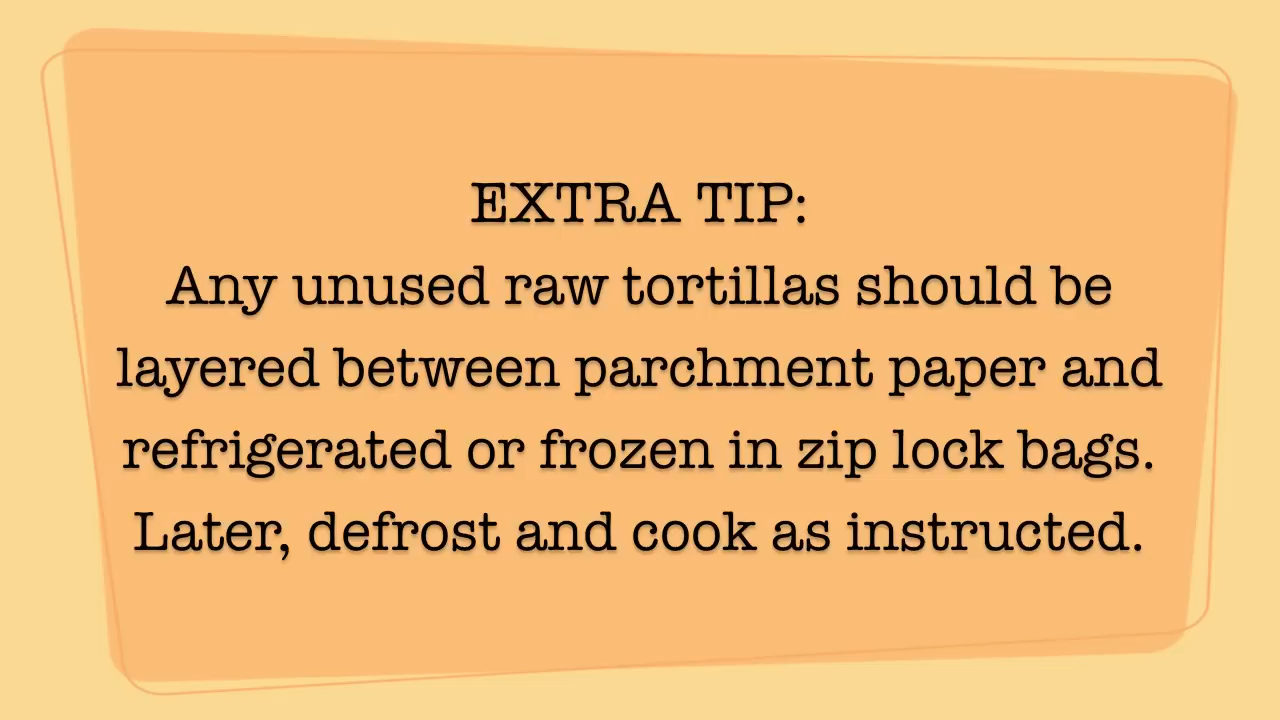 EXTRA TIP:
Any unused raw tortillas should be
layered between parchment paper and
refrigerated or frozen in zip lock bags.
Later, defrost and cook as instructed.